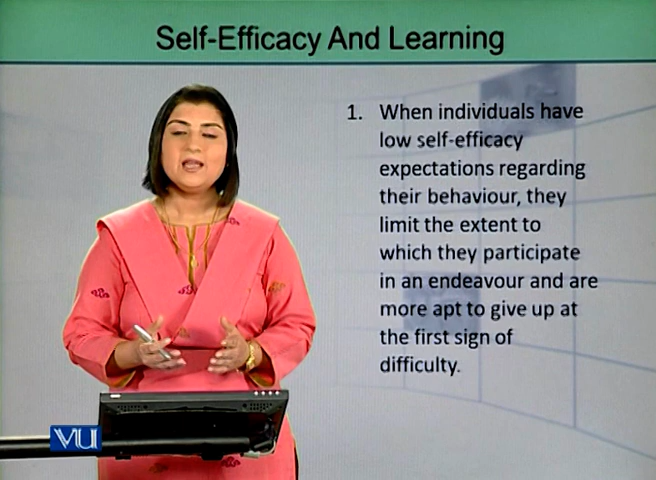 Self-Efficacy And Learning
1. When individuals have
low self-efficacy
expectations regarding
their behaviour, they
limit the extent to
which they participate
in an endeavour and are
more apt to give up at
the first sign of
difficulty.
VU